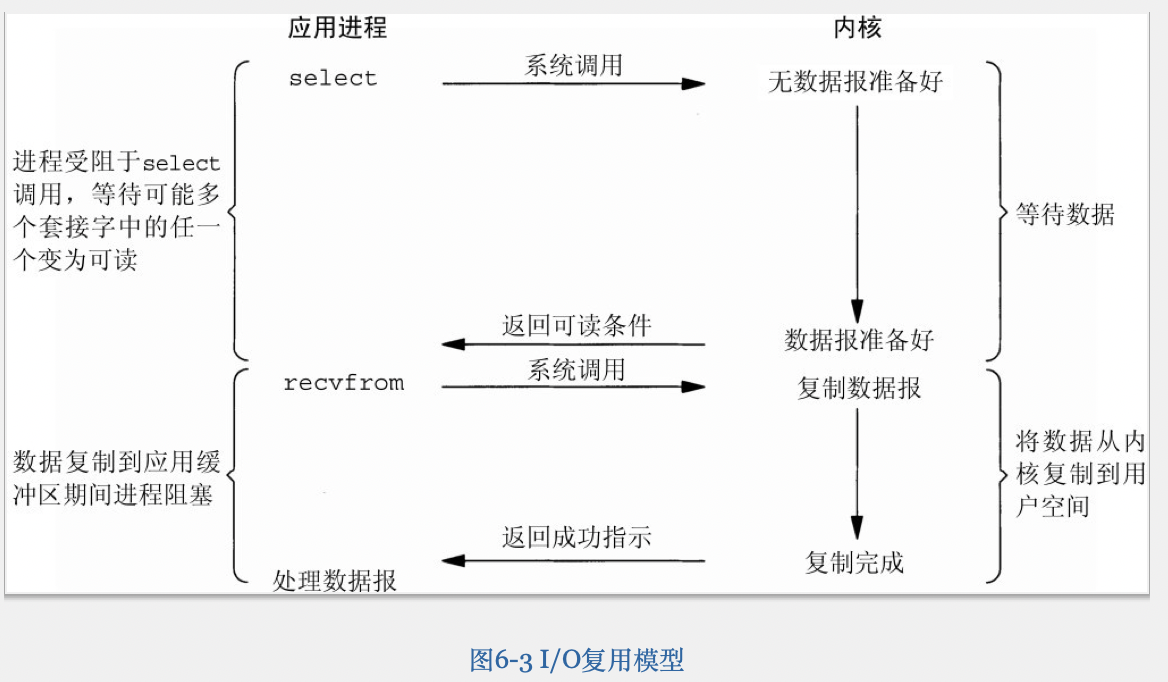 应用进程
内核
select
系统调用
无数据报准备好
进程受阻于select
调用，等待可能多
个套接字中的任一
个变为可读
等待数据
返回可读条件
数据报准备好
recvfrom
系统调用
复制数据报
数据复制到应用缓
冲区期间进程阻塞
将数据从内
核复制到用
户空间
返回成功指示
复制完成
处理数据报
图6-3 I/O复用模型